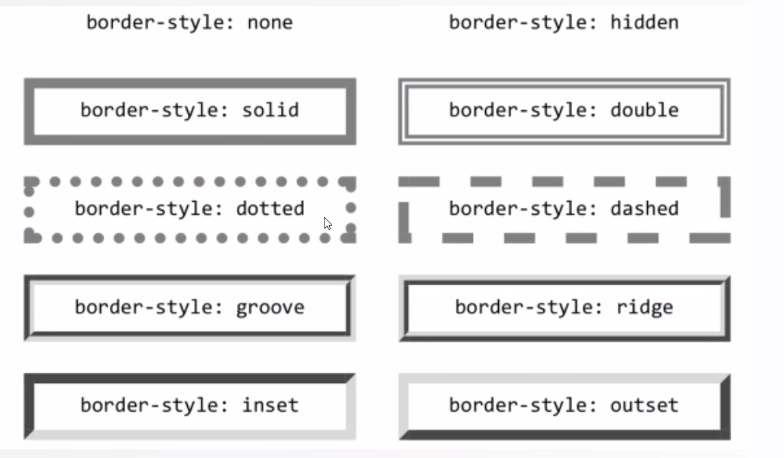 border-style: none
border-style: hidden
border-style: solid
border-style: double
border-style: dotted
border-style: dashed
border-style: groove
border-style: ridge
border-style: inset
border-style: outset